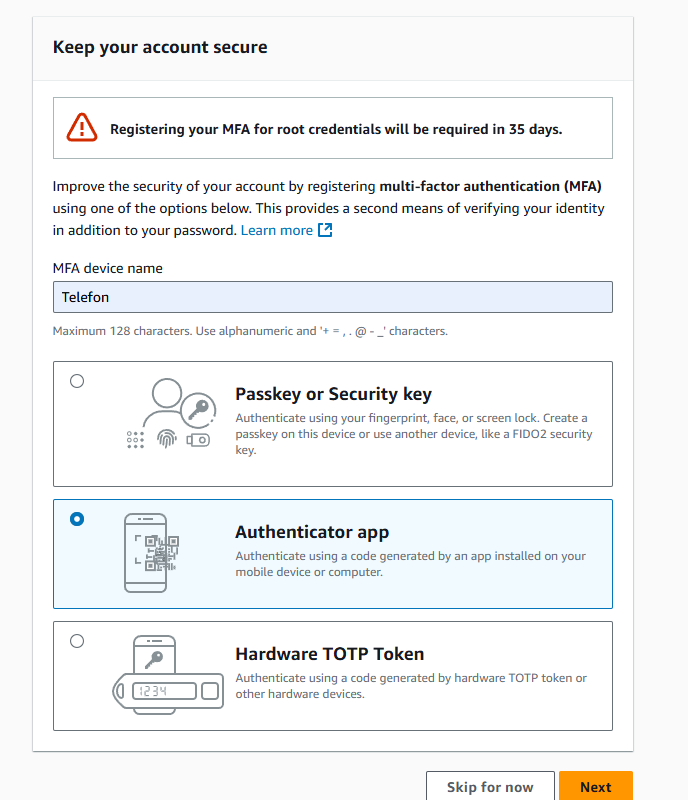 Keep your account secure
Registering your MFA for root credentials will be required in 35 days.
Improve the security of your account by registering multi-factor authentication (MFA)
using one of the options below. This provides a second means of verifying your identity
in addition to your password. Learn more
MFA device name
Telefon
Maximum 128 characters. Use alphanumeric and '+ = , . @ - _' characters.
Passkey or Security key
Authenticate using your fingerprint, face, or screen lock. Create a
passkey on this device or use another device, like a FIDO2 security
key.
Authenticator app
Authenticate using a code generated by an app installed on your
mobile device or computer.
1234
Hardware TOTP Token
Authenticate using a code generated by hardware TOTP token or
other hardware devices.
Skip for now
Next